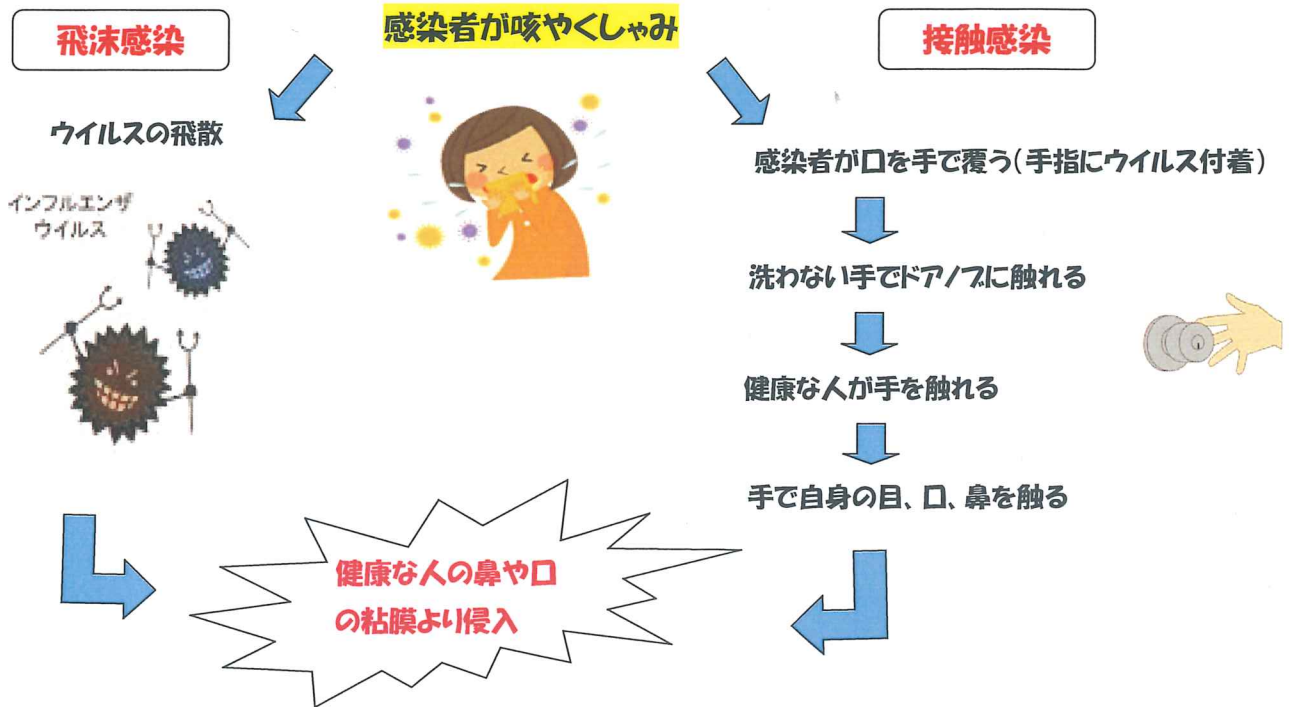 感染者が咳やくしゃみ
飛沫感染
ウイルスの飛散
インフルエンザ
ウイルス
接触感染
感染者が口を手で覆う(手指にウイルス付着)
洗わない手でドアノブに触れる
健康な人が手を触れる
手で自身の目、口、鼻を触る
健康な人の鼻や口
の粘膜より侵入